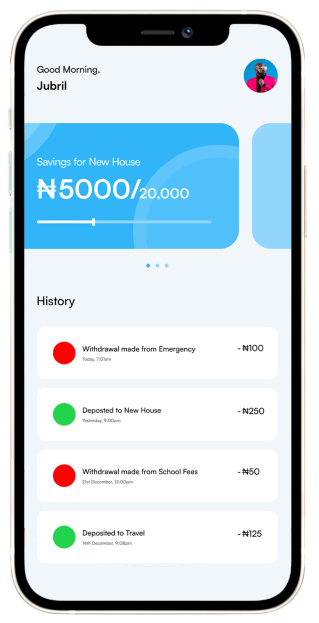 Good Morning,
Jubril
Savings for New House
₦5000/20,000
History
Withdrawal made from Emergency
- ₦100
Today, 7:01am
Deposited to New House
- ₦250
Yesterday, 9:00pm
Withdrawal made from School Fees
- ₦50
21st December, 12:00pm
Deposited to Travel
- ₦125
14th December, 9:08pm